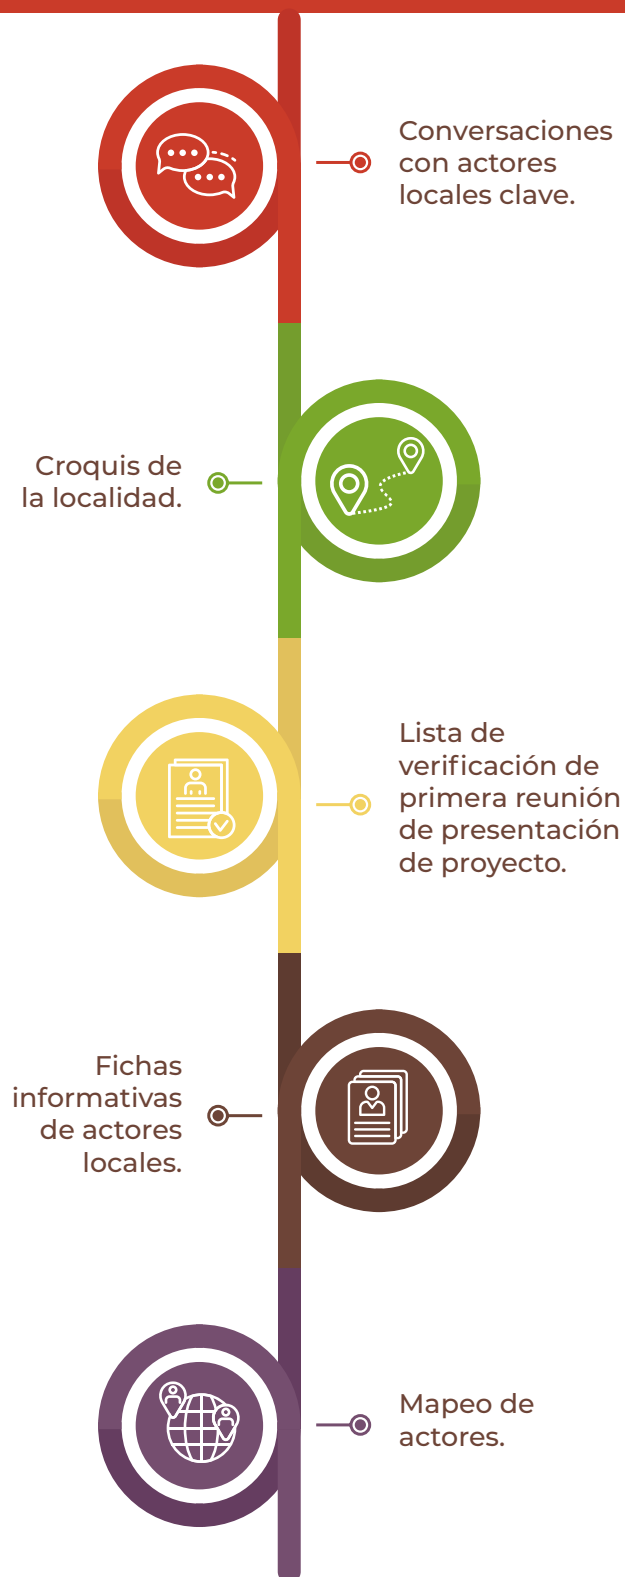 Conversaciones
con actores
locales clave.
Croquis de
la localidad.
Lista de
verificación de
primera reunión
de presentación
de proyecto.
Fichas
informativas
de actores
locales.
Mapeo de
actores.